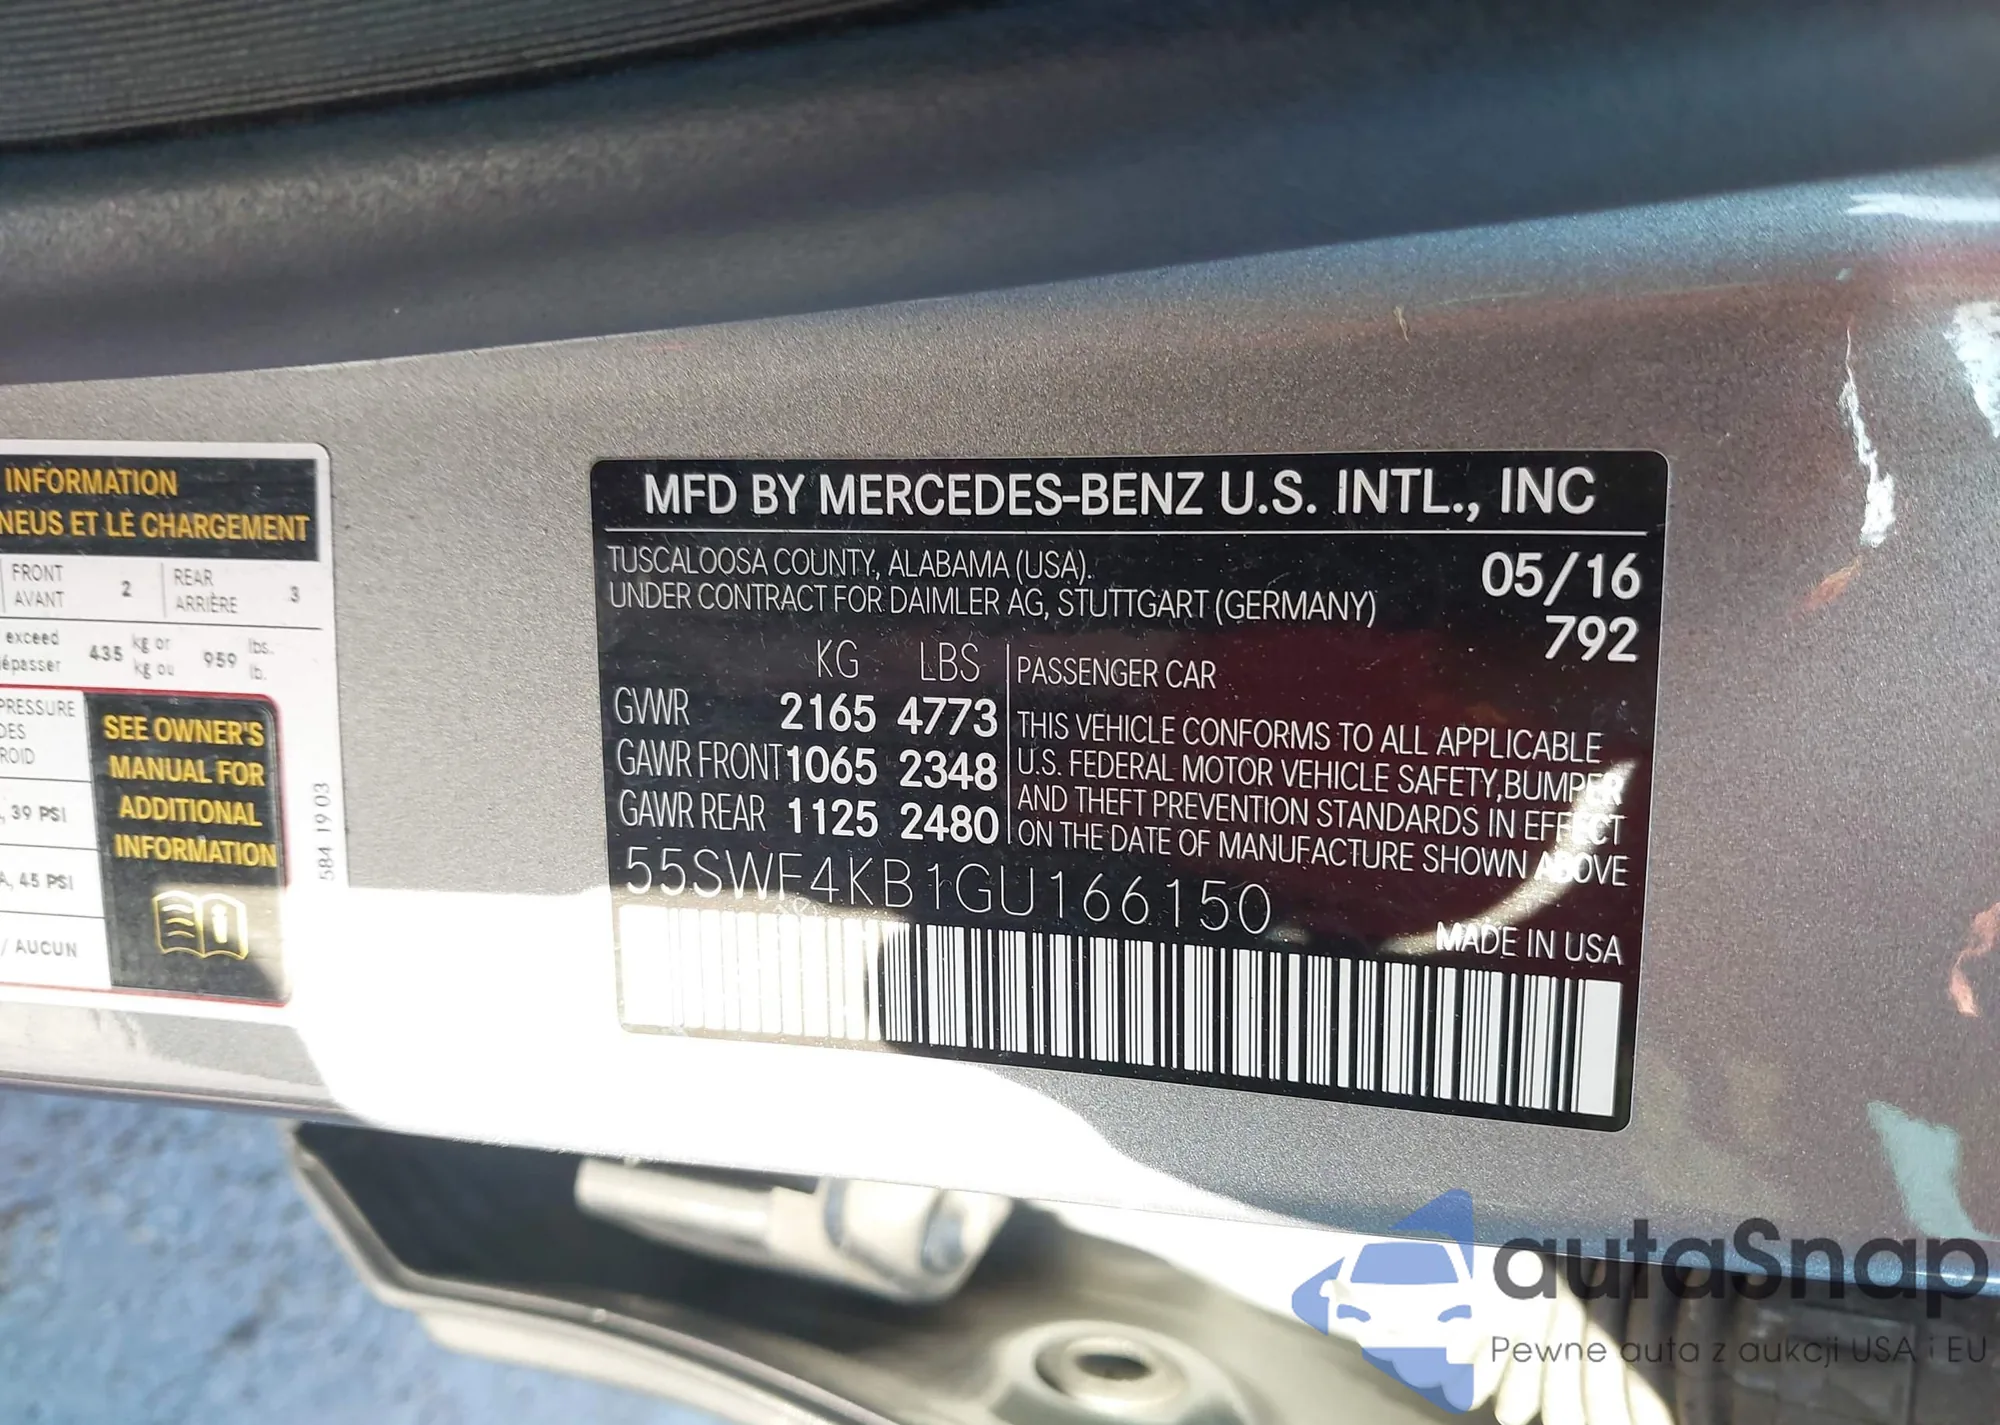 INFORMATION
NEUS ET LE CHARGEMENT
FRONT 2 REAR 3
AVANT ARRIÈRE
exceed 435 kg or 959 lbs.
épasser kg ou lb.
PRESSURE
DES
ROID
, 39 PSI
A, 45 PSI
/ AUCUN
SEE OWNER'S
MANUAL FOR
ADDITIONAL
INFORMATION
584 19 03
MFD BY MERCEDES-BENZ U.S. INTL., INC
TUSCALOOSA COUNTY, ALABAMA (USA). 05/16
UNDER CONTRACT FOR DAIMLER AG, STUTTGART (GERMANY)
792
KG LBS
GVWR 2165 4773
GAWR FRONT 1065 2348
GAWR REAR 1125 2480
PASSENGER CAR
THIS VEHICLE CONFORMS TO ALL APPLICABLE
U.S. FEDERAL MOTOR VEHICLE SAFETY, BUMPER
AND THEFT PREVENTION STANDARDS IN EFFECT
ON THE DATE OF MANUFACTURE SHOWN ABOVE
55SWF4KB1GU166150
MADE IN USA
autaSnap
Pewne auta z aukcji USA i EU